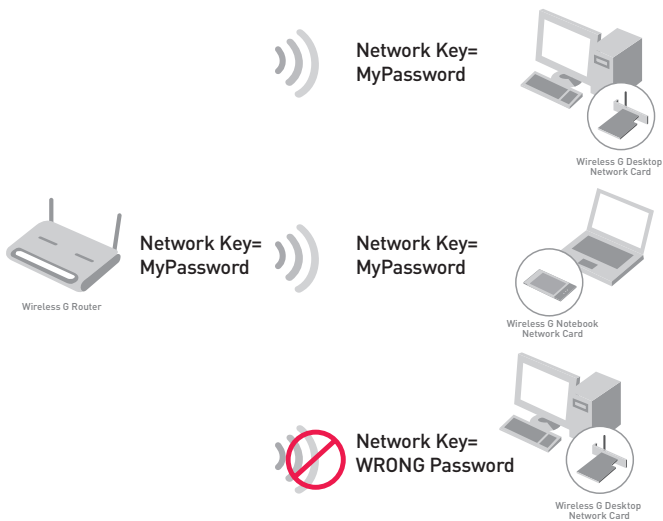 Network Key=
MyPassword
Wireless G Desktop
Network Card
Network Key=
MyPassword
Wireless G Router
Network Key=
MyPassword
Wireless G Notebook
Network Card
Network Key=
WRONG Password
Wireless G Desktop
Network Card